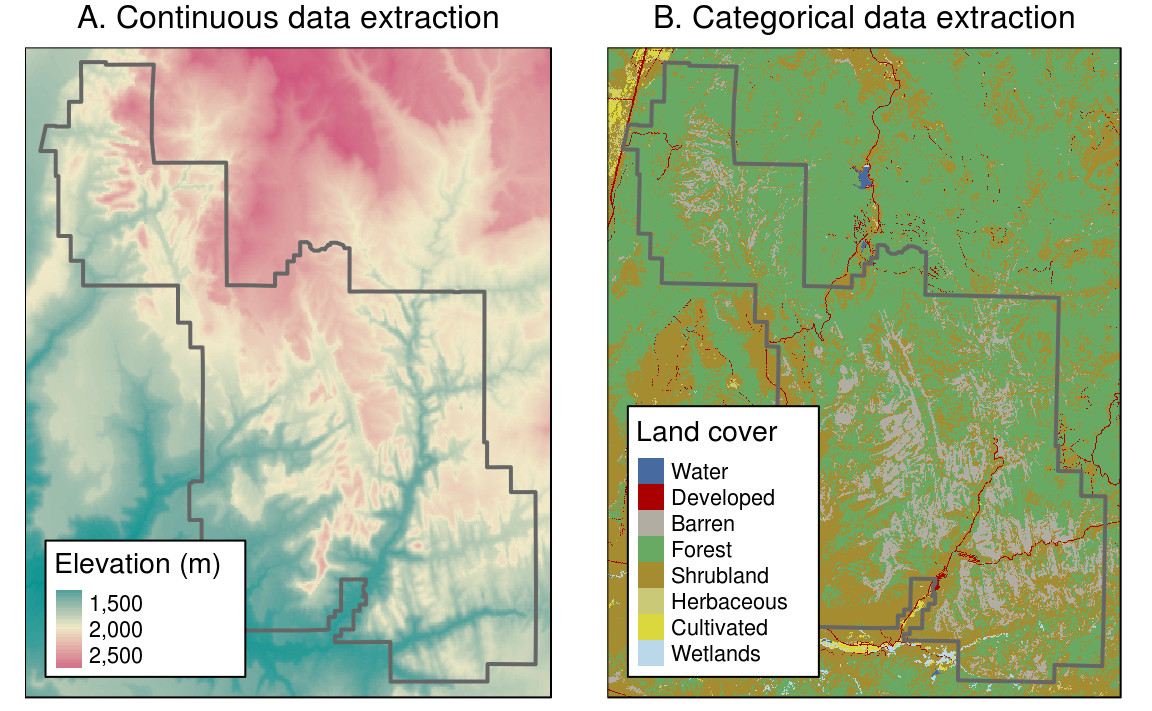 A. Continuous data extraction
B. Categorical data extraction
Elevation (m)
1,500
2,000
2,500
Land cover
Water
Developed
Barren
Forest
Shrubland
Herbaceous
Cultivated
Wetlands